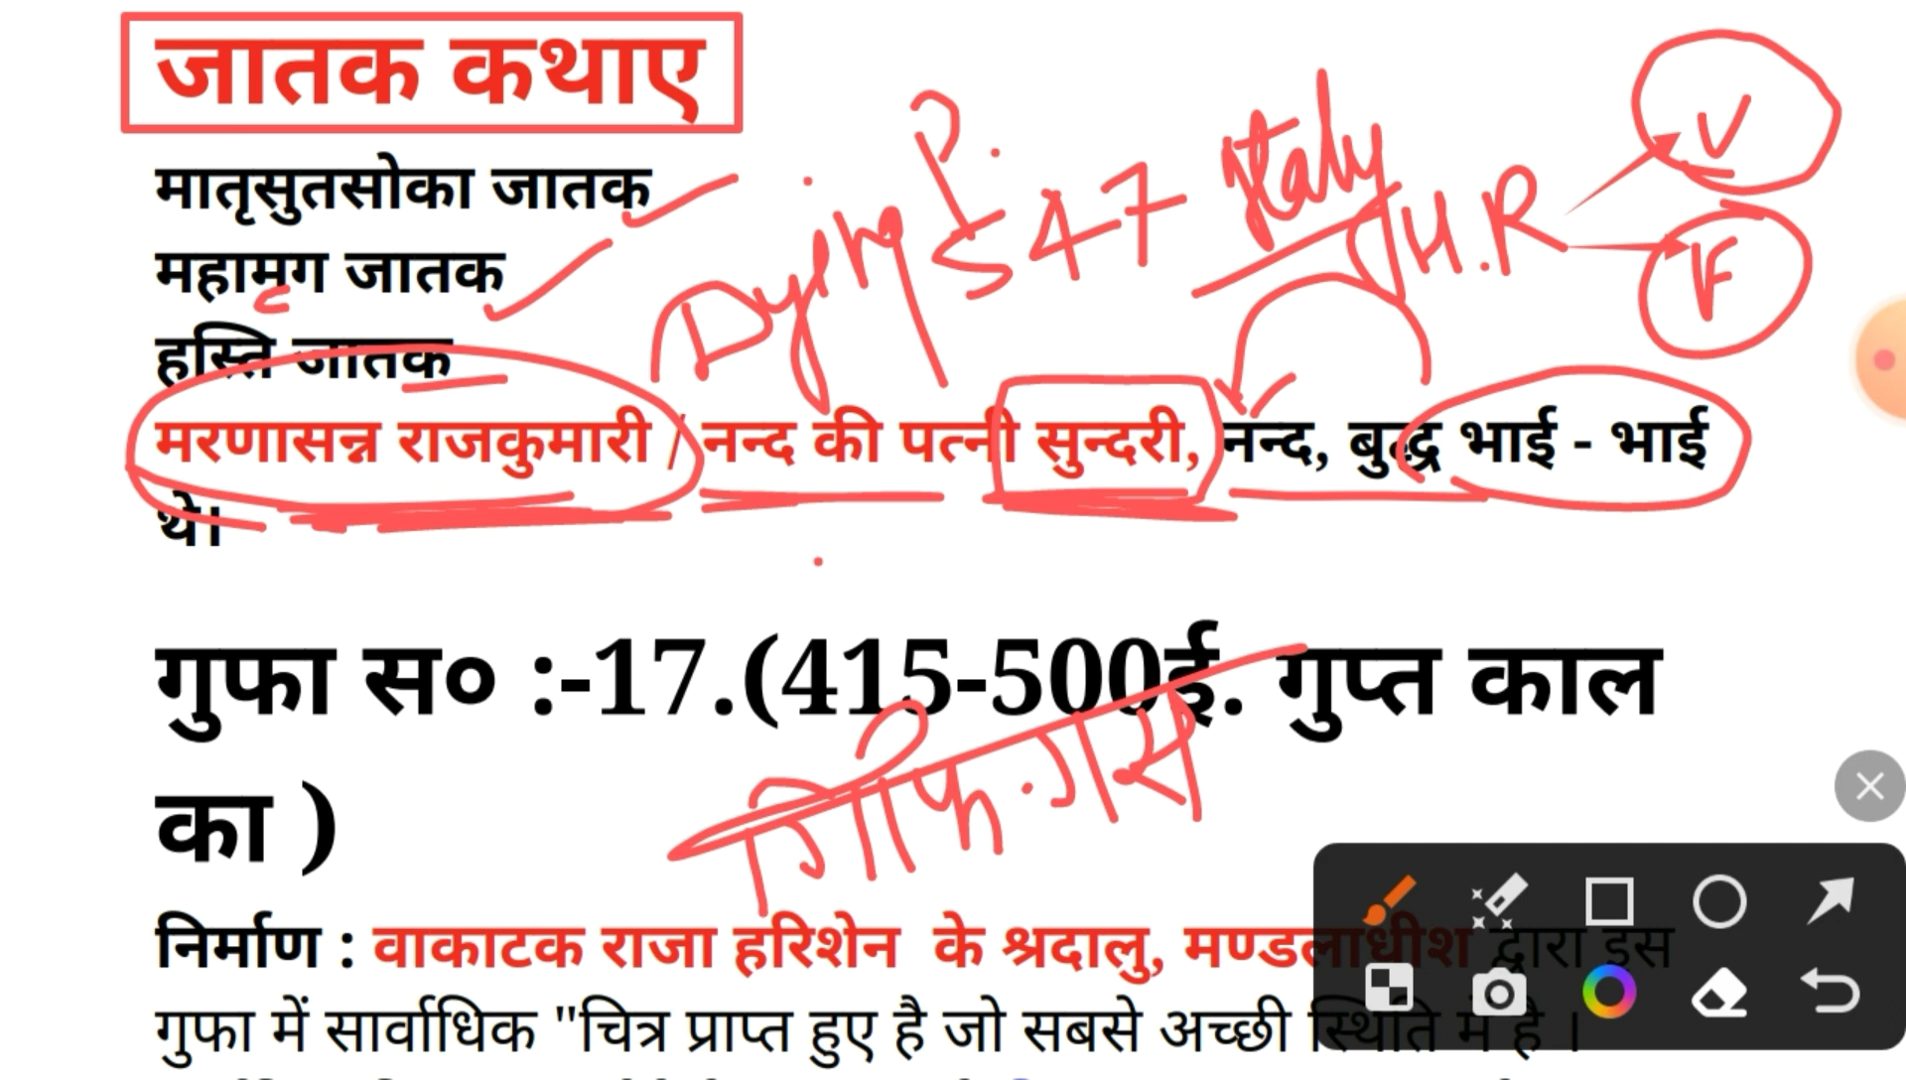 जातक कथाए
मातृसुतसोका जातक
महामृग जातक
हस्ति जातक
Dying P.
547
Italy
H.R
V
F
मरणासन्न राजकुमारी / नन्द की पत्नी सुन्दरी, नन्द, बुद्ध भाई - भाई
थे।
गुफा स० :-17.(415-500ई. गुप्त काल
का )
निर्माण : वाकाटक राजा हरिशेन के श्रदालु, मण्डलाधीश द्वारा इस
गुफा में सार्वाधिक "चित्र प्राप्त हुए है जो सबसे अच्छी स्थिति में है ।